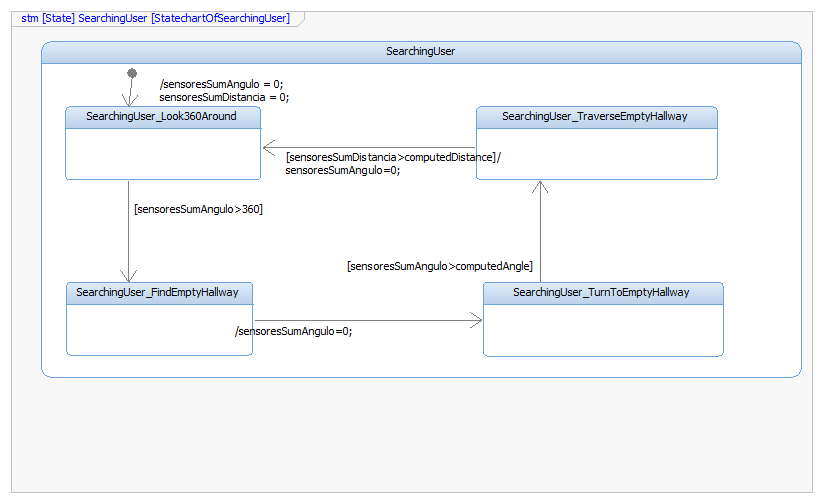 stm [State] SearchingUser [StatechartOfSearchingUser]
SearchingUser
/sensoresSumAngulo = 0;
sensoresSumDistancia = 0;
SearchingUser_Look360Around
SearchingUser_TraverseEmptyHallway
[sensoresSumDistancia>computedDistance]/
sensoresSumAngulo=0;
[sensoresSumAngulo>360]
[sensoresSumAngulo>computedAngle]
SearchingUser_FindEmptyHallway
SearchingUser_TurnToEmptyHallway
/sensoresSumAngulo=0;